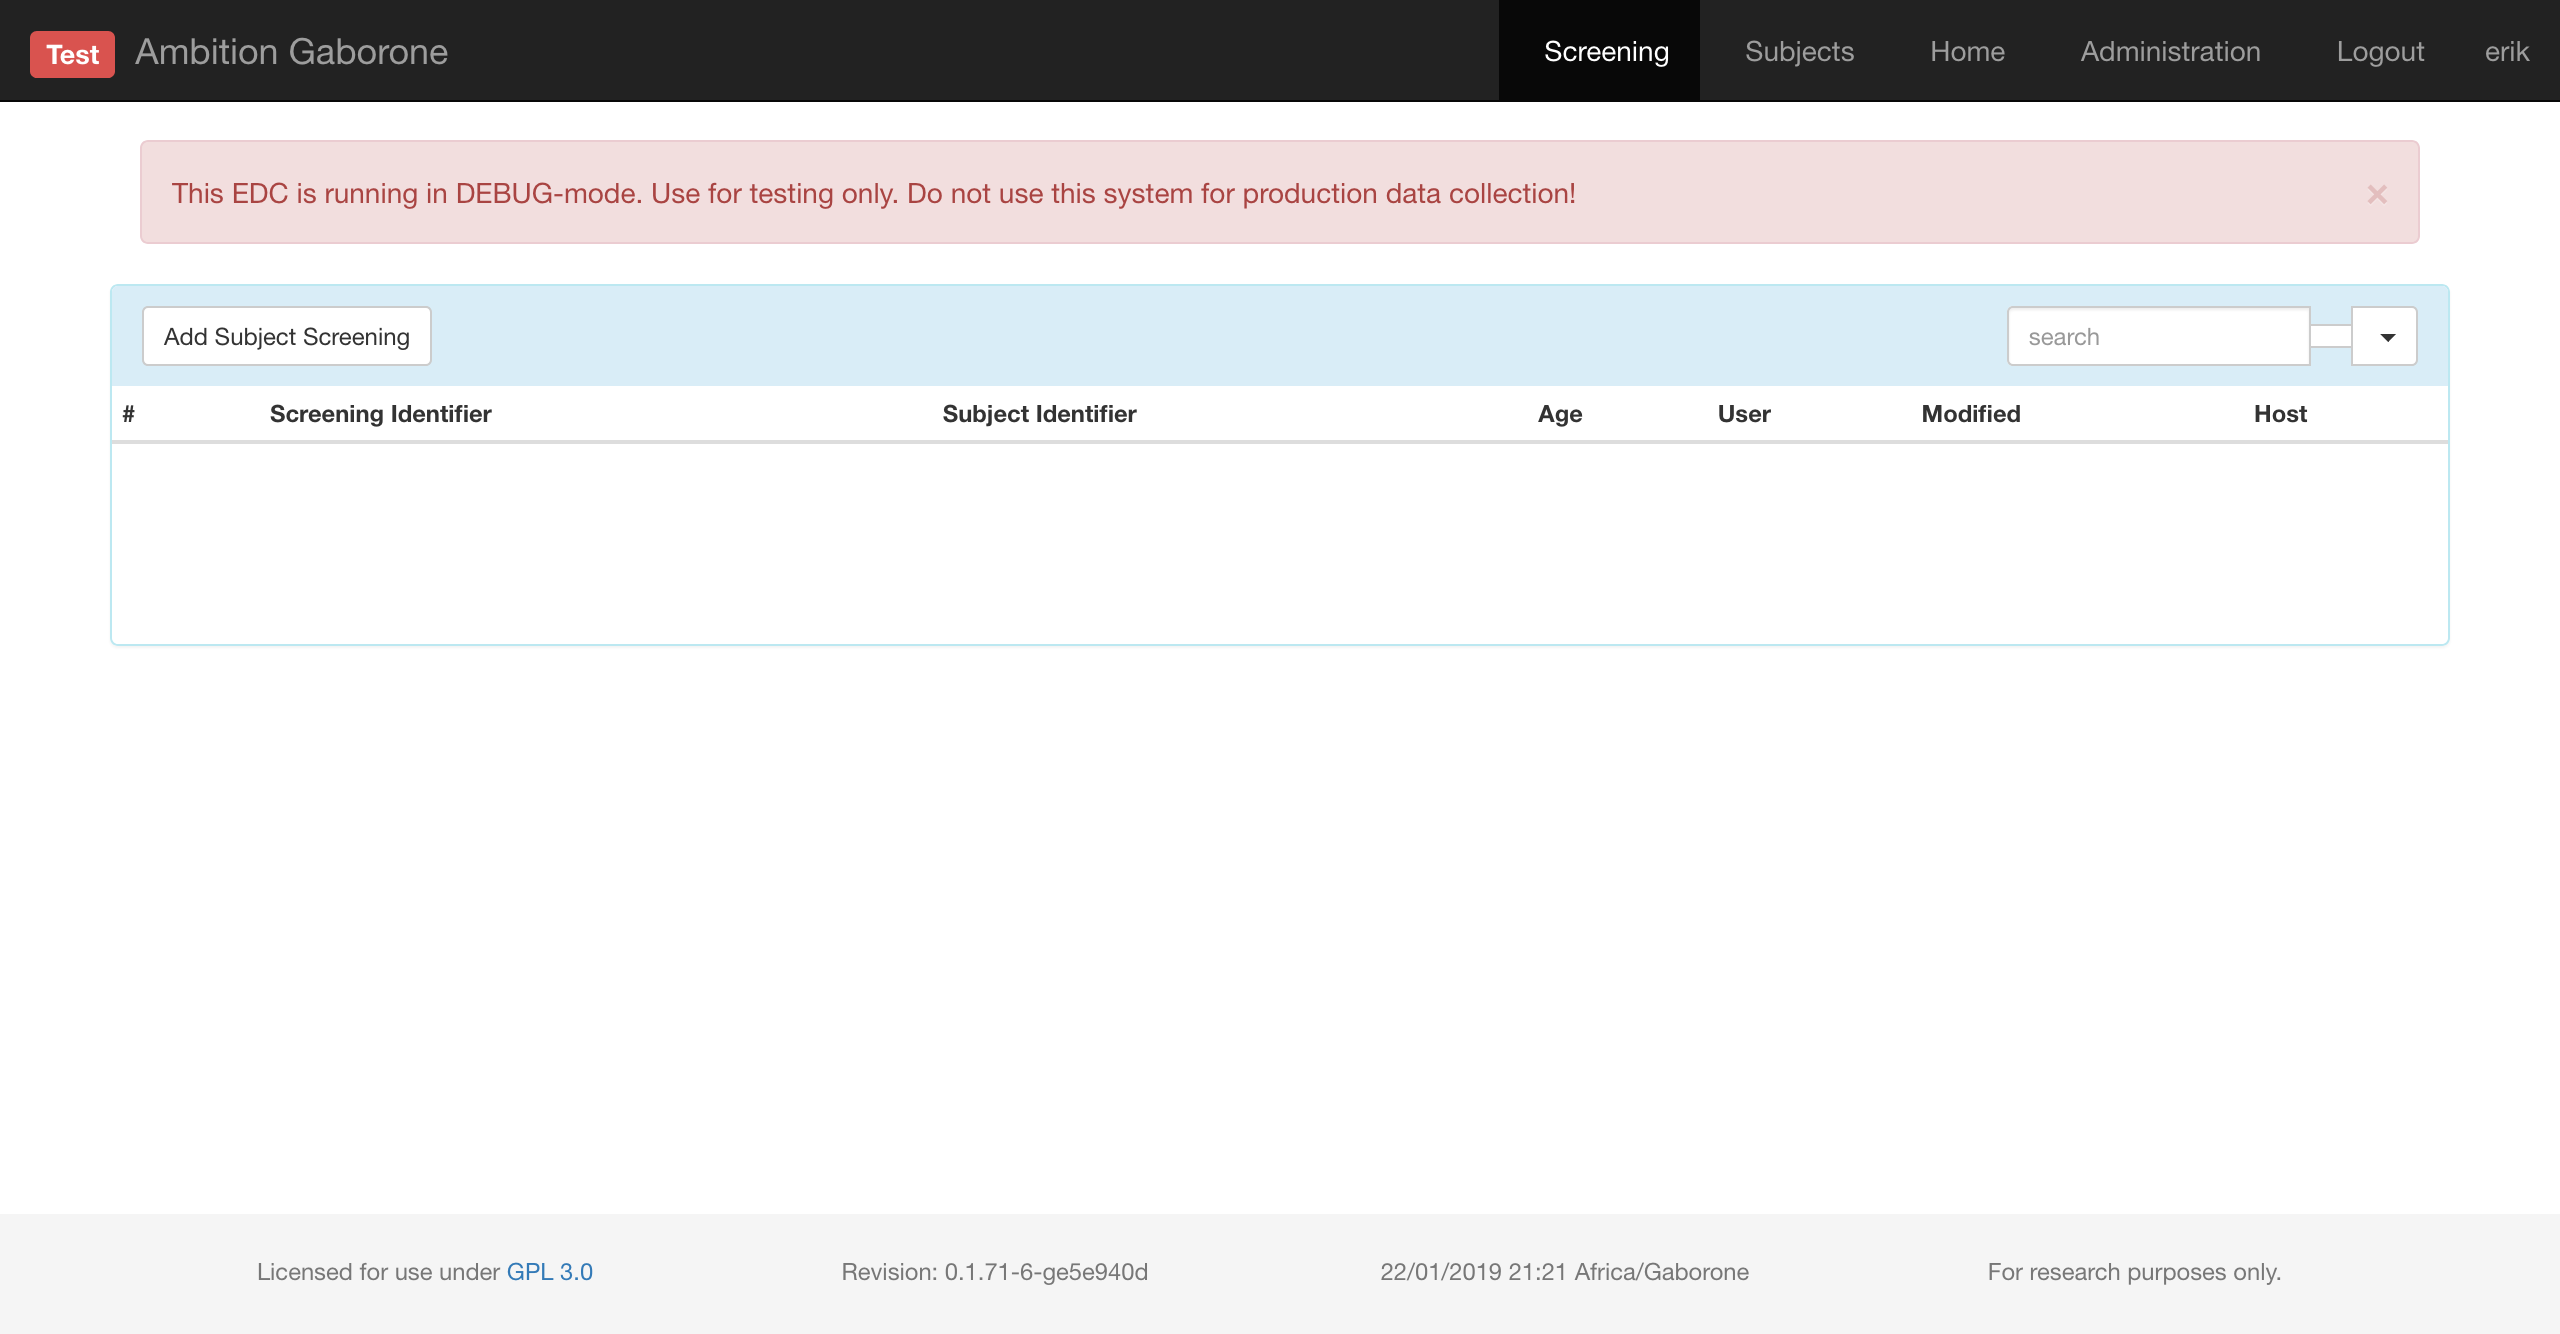 Test Ambition Gaborone Screening Subjects Home Administration Logout erik
This EDC is running in DEBUG-mode. Use for testing only. Do not use this system for production data collection! ×
Add Subject Screening search
# Screening Identifier Subject Identifier Age User Modified Host
Licensed for use under GPL 3.0 Revision: 0.1.71-6-ge5e940d 22/01/2019 21:21 Africa/Gaborone For research purposes only.